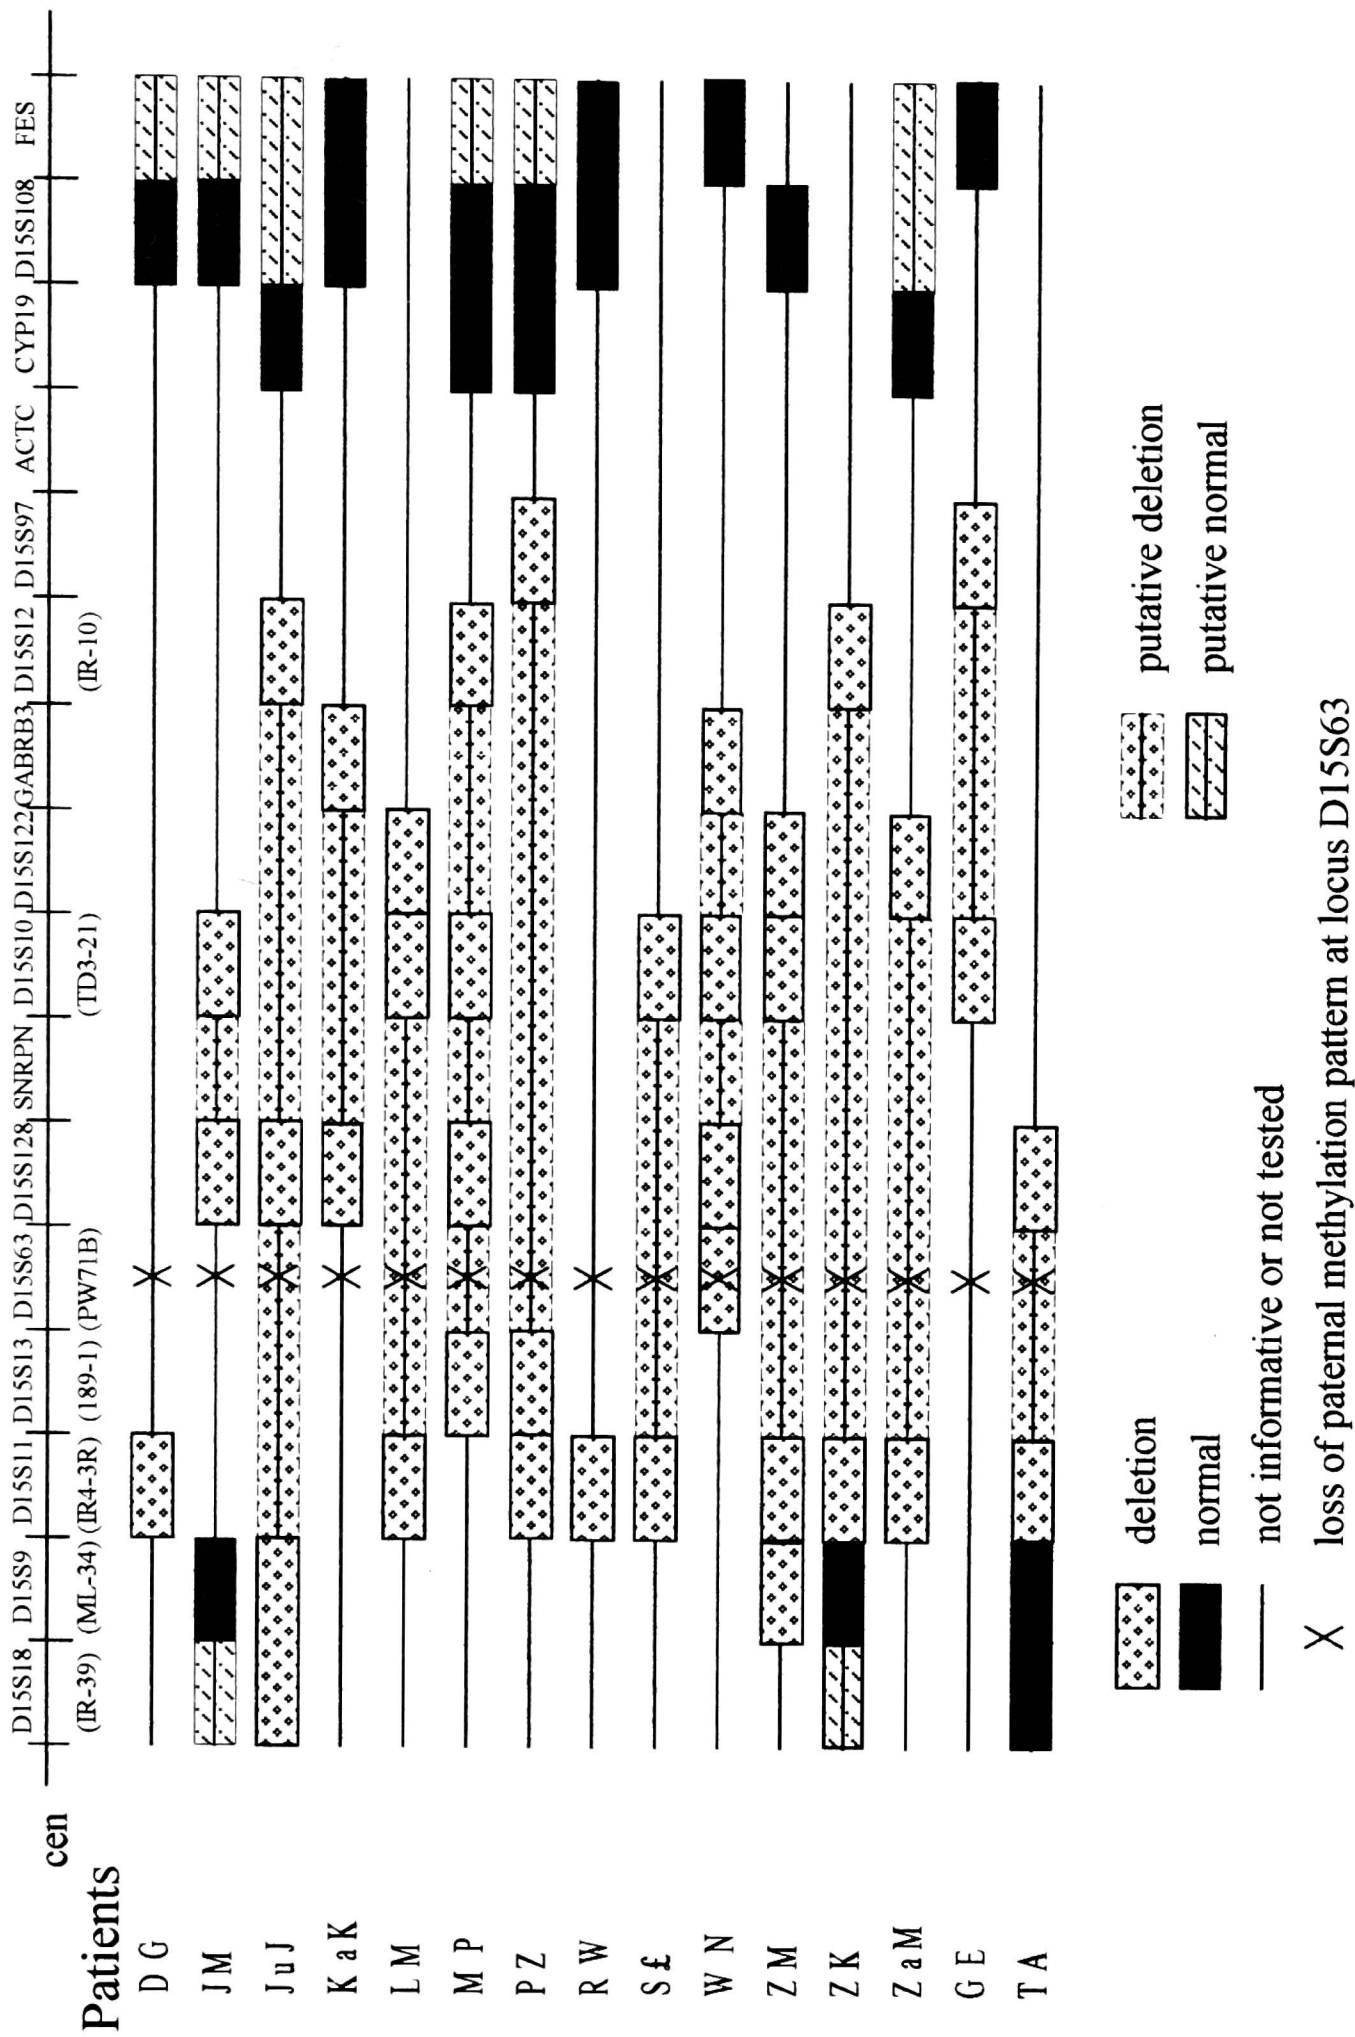 D15S18 D15S9 D15S11 D15S13 D15S63 D15S128 SNRPN D15S10 D15S122 GABRB3 D15S12 D15S97 ACTC CYP19 D15S108 FES
cen
(IR-39) (ML-34) (IR4-3R) (189-1) (PW71B) (TD3-21) (IR-10)
Patients
DG
JM
JuJ
KaK
LM
MP
PZ
RW
S£
WN
ZM
ZK
ZaM
GE
TA
deletion
putative deletion
normal
putative normal
not informative or not tested
loss of paternal methylation pattern at locus D15S63